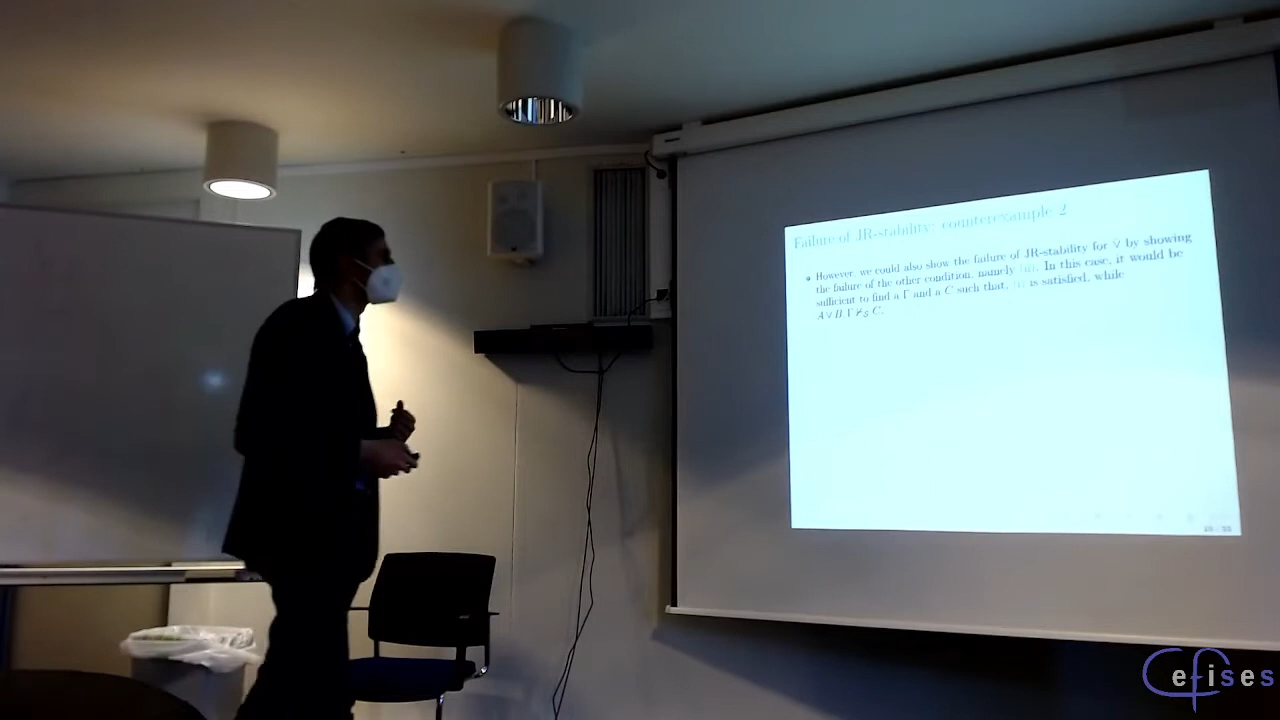 Failure of JR-stability: counterexample 2
However, we could also show the failure of JR-stability for ∨ by showing
the failure of the other condition, namely (ii). In this case, it would be
sufficient to find a Γ and a C such that, is satisfied, while
A∨B, Γ ⊬S C.
Cefises